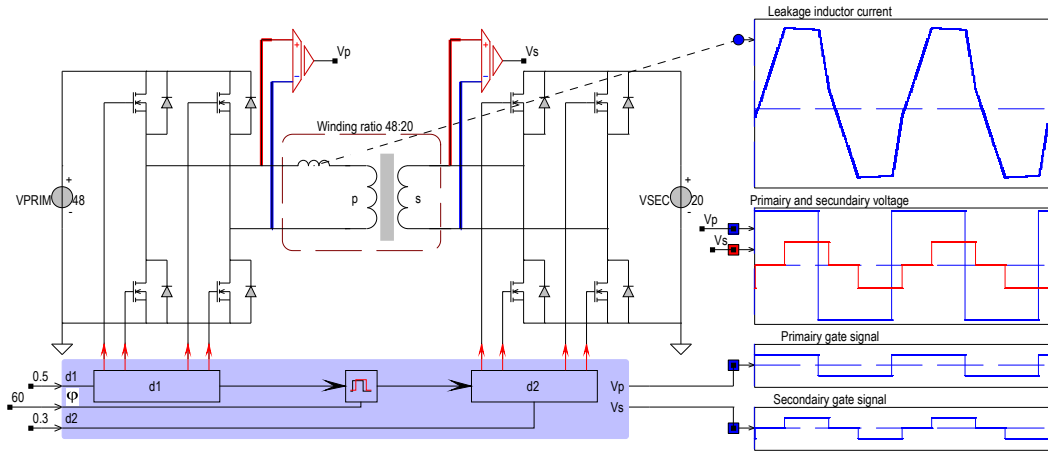 Leakage inductor current
Vp
Vs
+
−
+
−
Winding ratio 48:20
VPRIM
48
+
-
p
s
VSEC
20
+
-
Primairy and secundairy voltage
Vp
Vs
Primairy gate signal
0.5
d1
d1
d2
Vp
φ
60
Vs
0.3
d2
Secondairy gate signal